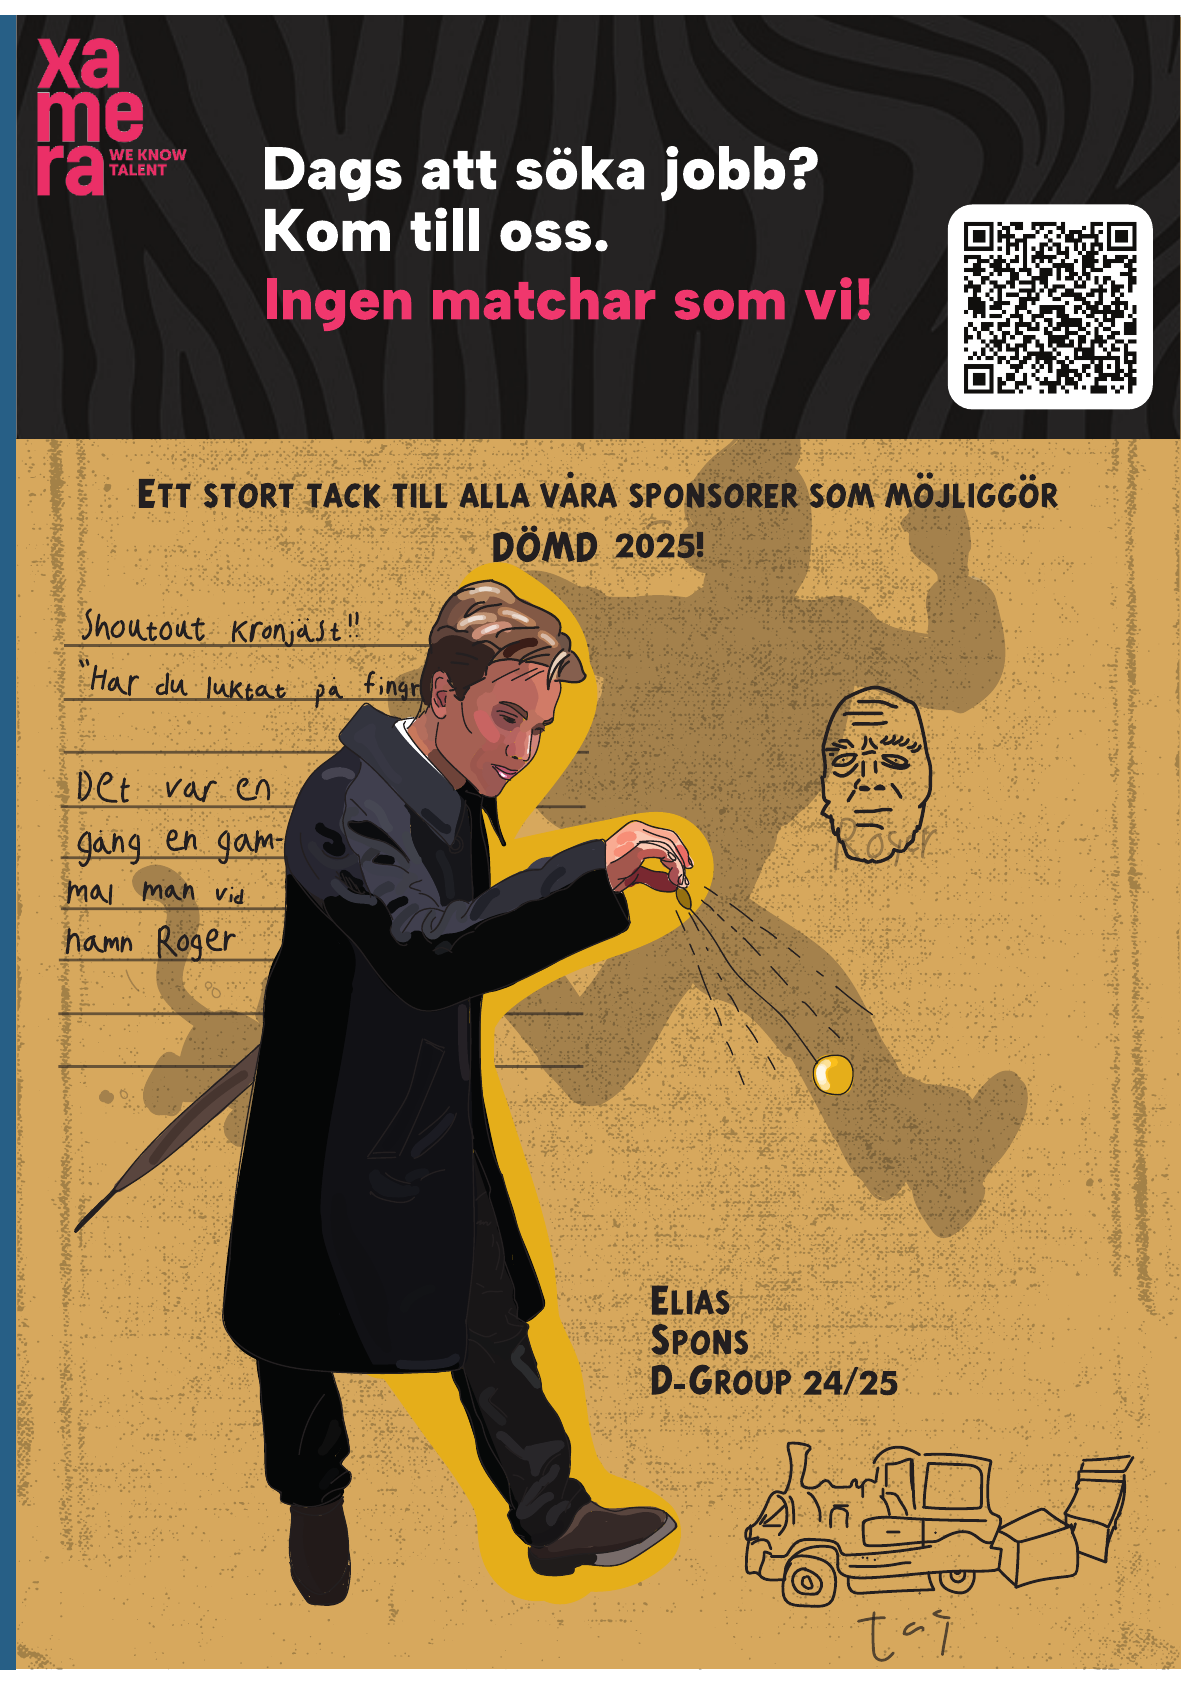 xa
me
ra WE KNOW
TALENT
Dags att söka jobb?
Kom till oss.
Ingen matchar som vi!
ETT STORT TACK TILL ALLA VÅRA SPONSORER SOM MÖJLIGGÖR
DÖMD 2025!
Shoutout Kronjäst"
"Har du luktat på fingr
Det var en
gång en gam-
mal man vid
namn Roger
Roger
ELIAS
SPONS
D-GROUP 24/25